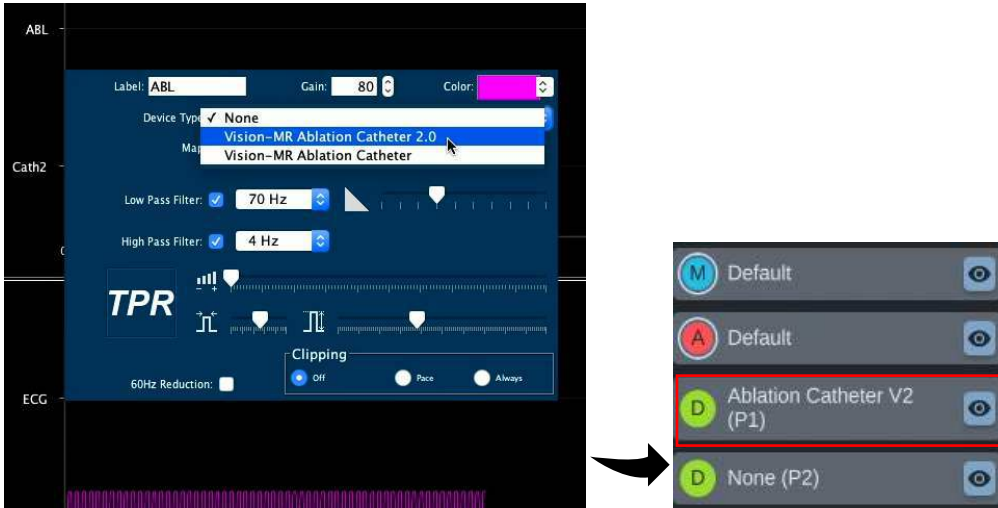 ABL
Label: ABL Gain: 80 Color:
Device Type ✓ None
Vision-MR Ablation Catheter 2.0
Map
Vision-MR Ablation Catheter
Cath2
Low Pass Filter: 70 Hz
High Pass Filter: 4 Hz
TPR
- +
Clipping
Off Pace Always
60Hz Reduction:
ECG
M Default
A Default
D Ablation Catheter V2
(P1)
D None (P2)